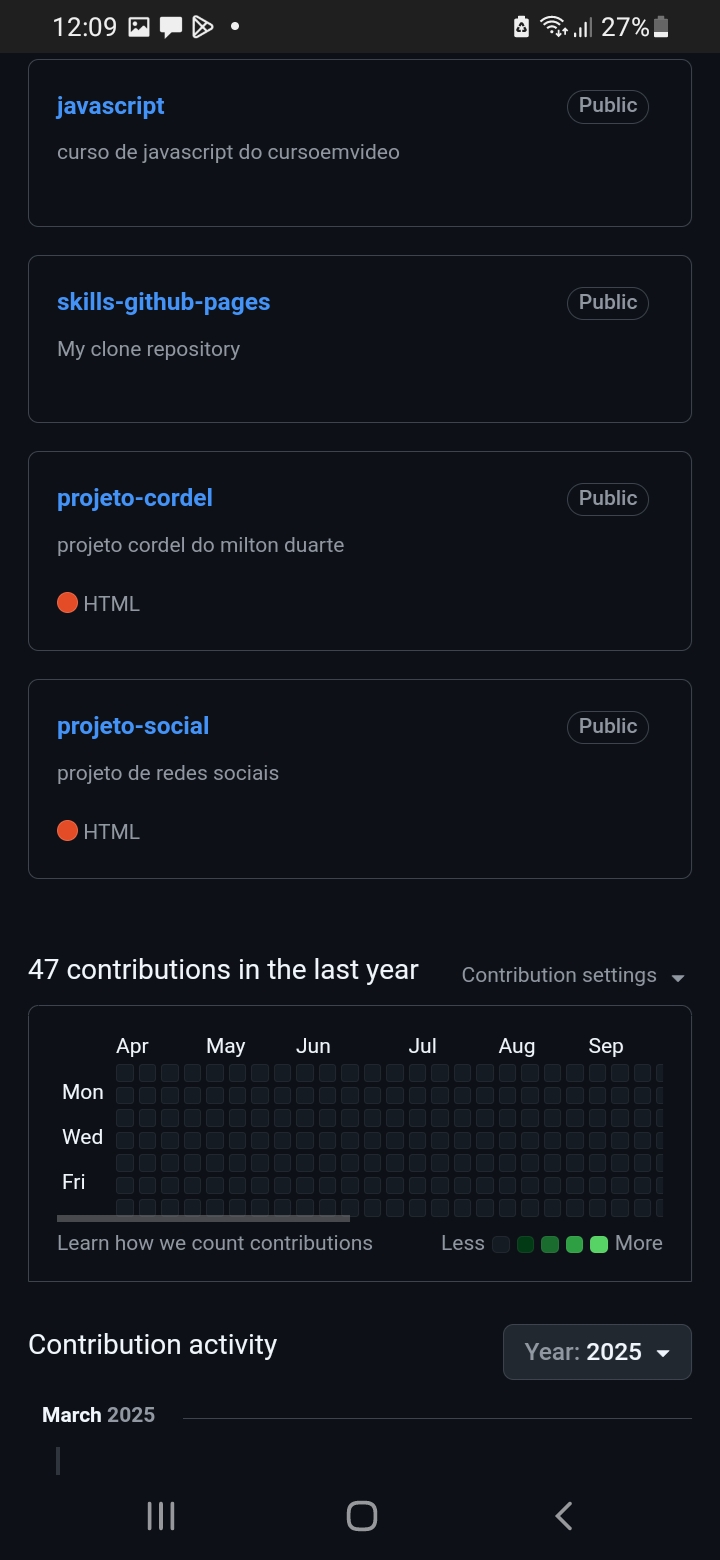 12:09 27%
javascript Public
curso de javascript do cursoemvideo
skills-github-pages Public
My clone repository
projeto-cordel Public
projeto cordel do milton duarte
HTML
projeto-social Public
projeto de redes sociais
HTML
47 contributions in the last year Contribution settings
Apr May Jun Jul Aug Sep
Mon
Wed
Fri
Learn how we count contributions Less More
Contribution activity Year: 2025
March 2025